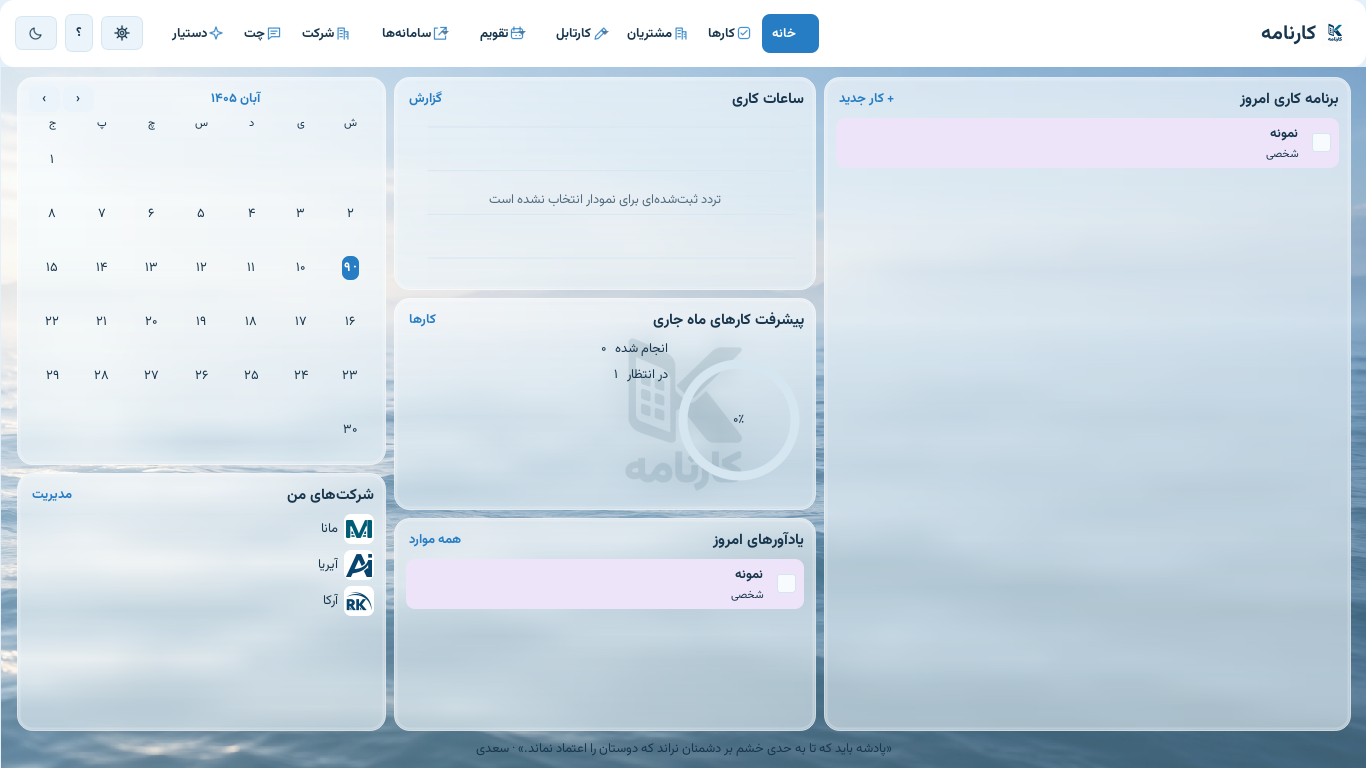 کارنامه
خانه
کارها
مشتریان
کارتابل
تقویم
سامانه‌ها
شرکت
چت
دستیار
؟
برنامه کاری امروز
+ کار جدید
نمونه
شخصی
ساعات کاری
گزارش
تردد ثبت‌شده‌ای برای نمودار انتخاب نشده است
پیشرفت کارهای ماه جاری
کارها
انجام شده ۰
در انتظار ۱
۰٪
کارنامه
یادآورهای امروز
همه موارد
نمونه
شخصی
آبان ۱۴۰۵
‹ ›
ش ی د س چ پ ج
۱
۲ ۳ ۴ ۵ ۶ ۷ ۸
۹ ۱۰ ۱۱ ۱۲ ۱۳ ۱۴ ۱۵
۱۶ ۱۷ ۱۸ ۱۹ ۲۰ ۲۱ ۲۲
۲۳ ۲۴ ۲۵ ۲۶ ۲۷ ۲۸ ۲۹
۳۰
شرکت‌های من
مدیریت
مانا
آیریا
RK آرکا
«پادشه باید که تا به حدی خشم بر دشمنان نراند که دوستان را اعتماد نماند.» · سعدی